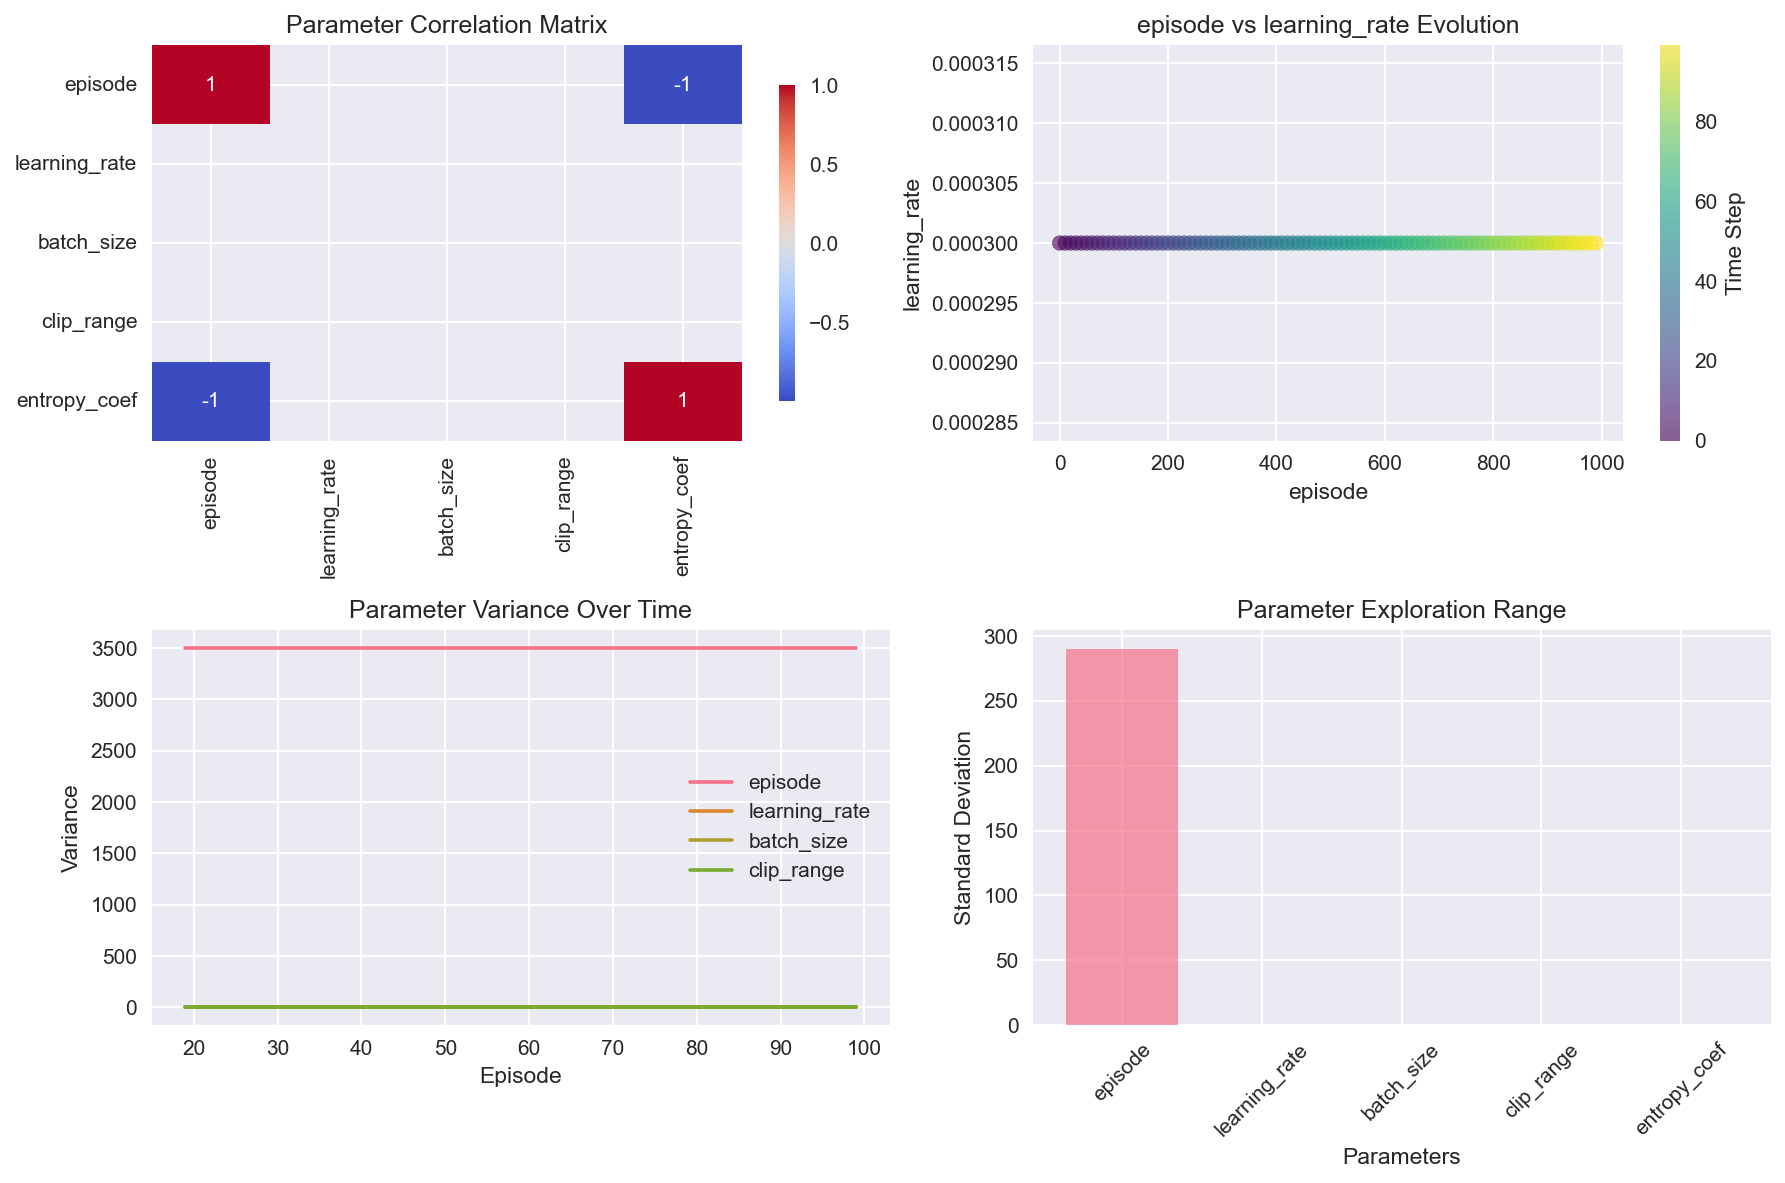 Parameter Correlation Matrix
episode
learning_rate
batch_size
clip_range
entropy_coef
1
-1
-1
1
episode
learning_rate
batch_size
clip_range
entropy_coef
1.0
0.5
0.0
−0.5
episode vs learning_rate Evolution
learning_rate
0.000315
0.000310
0.000305
0.000300
0.000295
0.000290
0.000285
0
200
400
600
800
1000
episode
80
60
40
20
0
Time Step
Parameter Variance Over Time
Variance
3500
3000
2500
2000
1500
1000
500
0
episode
learning_rate
batch_size
clip_range
20
30
40
50
60
70
80
90
100
Episode
Parameter Exploration Range
Standard Deviation
300
250
200
150
100
50
0
episode
learning_rate
batch_size
clip_range
entropy_coef
Parameters